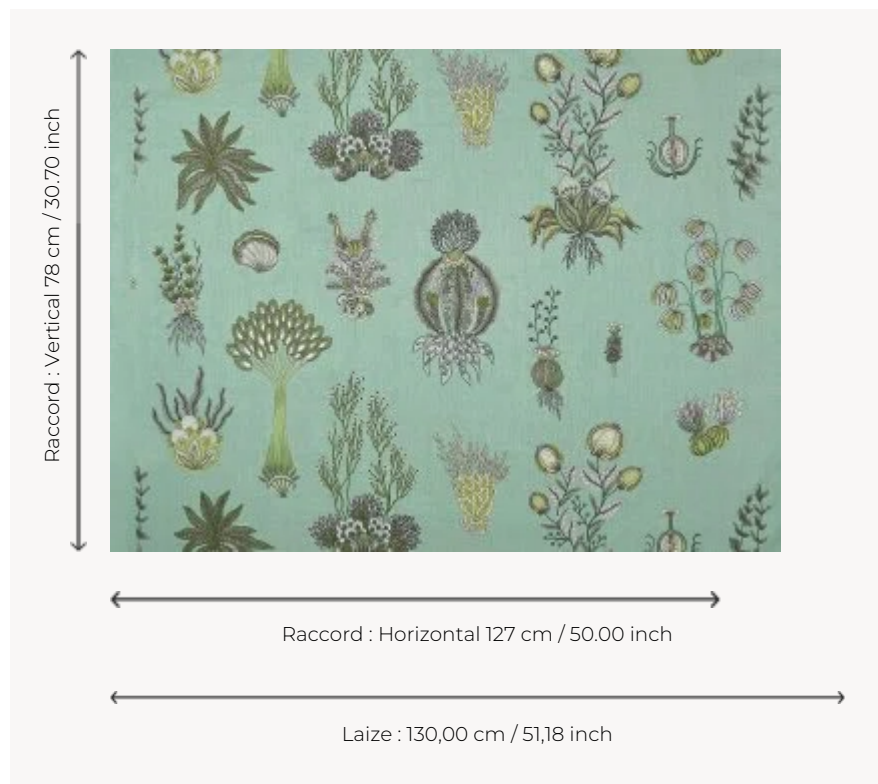 Raccord : Vertical 78 cm / 30.70 inch
Raccord : Horizontal 127 cm / 50.00 inch
Laize : 130,00 cm / 51,18 inch